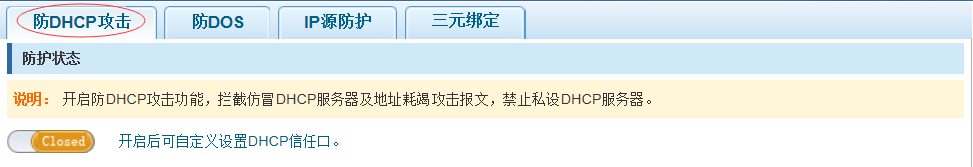 防DHCP攻击 防DOS IP源防护 三元绑定
防护状态
说明： 开启防DHCP攻击功能，拦截仿冒DHCP服务器及地址耗竭攻击报文，禁止私设DHCP服务器。
Closed 开启后可自定义设置DHCP信任口。